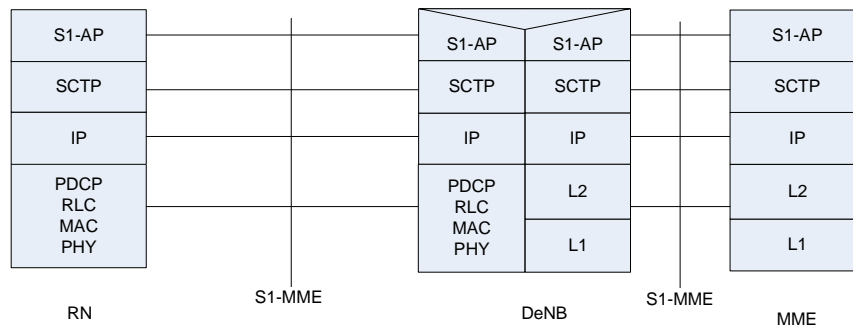 S1-AP
SCTP
IP
PDCP
RLC
MAC
PHY
RN
S1-MME
S1-AP S1-AP
SCTP SCTP
IP IP
PDCP
RLC
MAC
PHY
L2
L1
DeNB
S1-MME
S1-AP
SCTP
IP
L2
L1
MME